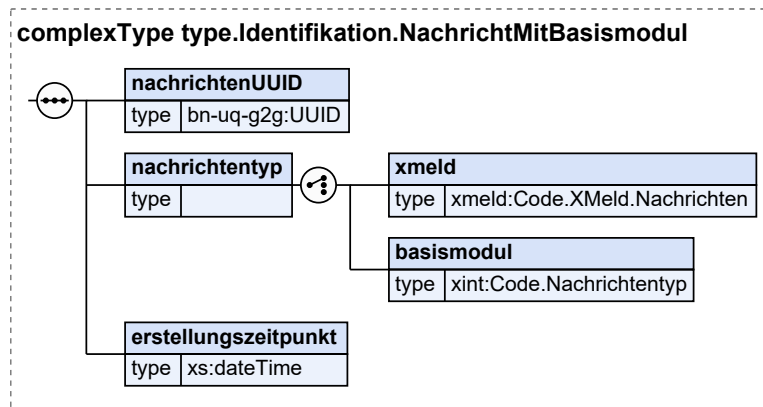 complexType type.Identifikation.NachrichtMitBasismodul
nachrichtenUUID
type bn-uq-g2g:UUID
nachrichtentyp
type
xmeld
type xmeld:Code.XMeld.Nachrichten
basismodul
type xint:Code.Nachrichtentyp
erstellungszeitpunkt
type xs:dateTime